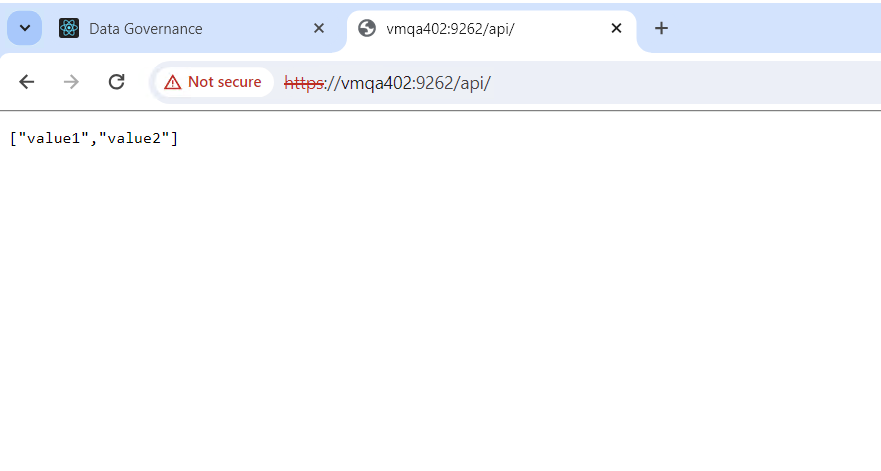 Data Governance
vmqa402:9262/api/
Not secure
https://vmqa402:9262/api/
["value1","value2"]